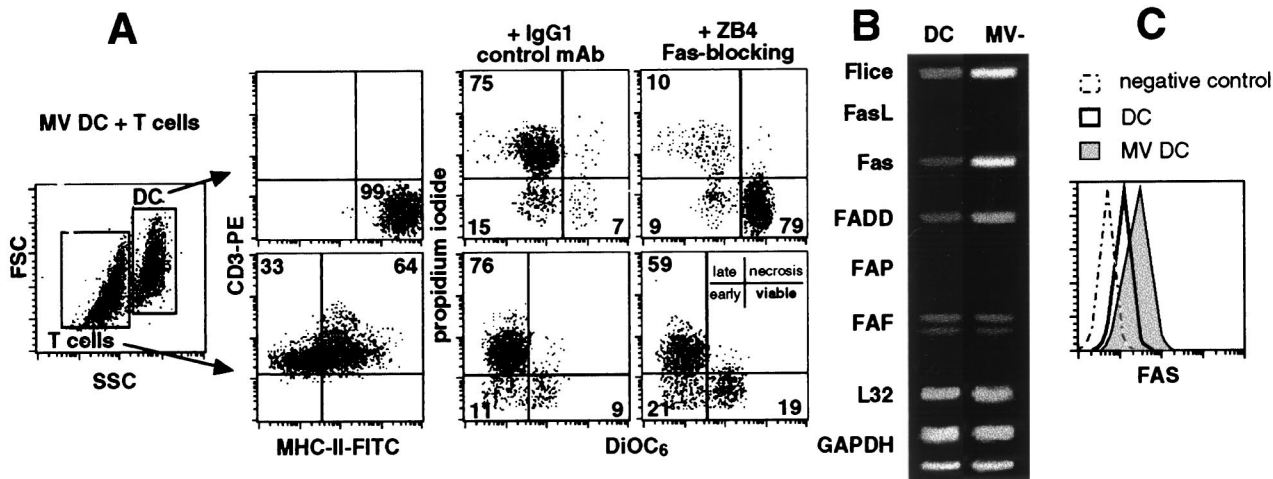 A
MV DC + T cells
DC
FSC
T cells
SSC
CD3-PE
99
33
64
MHC-II-FITC
+ IgG1
control mAb
+ ZB4
Fas-blocking
propidium iodide
75
15
7
10
9
79
76
11
9
59
21
19
late
necrosis
early
viable
DiOC6
B
DC
MV-
Flice
FasL
Fas
FADD
FAP
FAF
L32
GAPDH
C
negative control
DC
MV DC
FAS